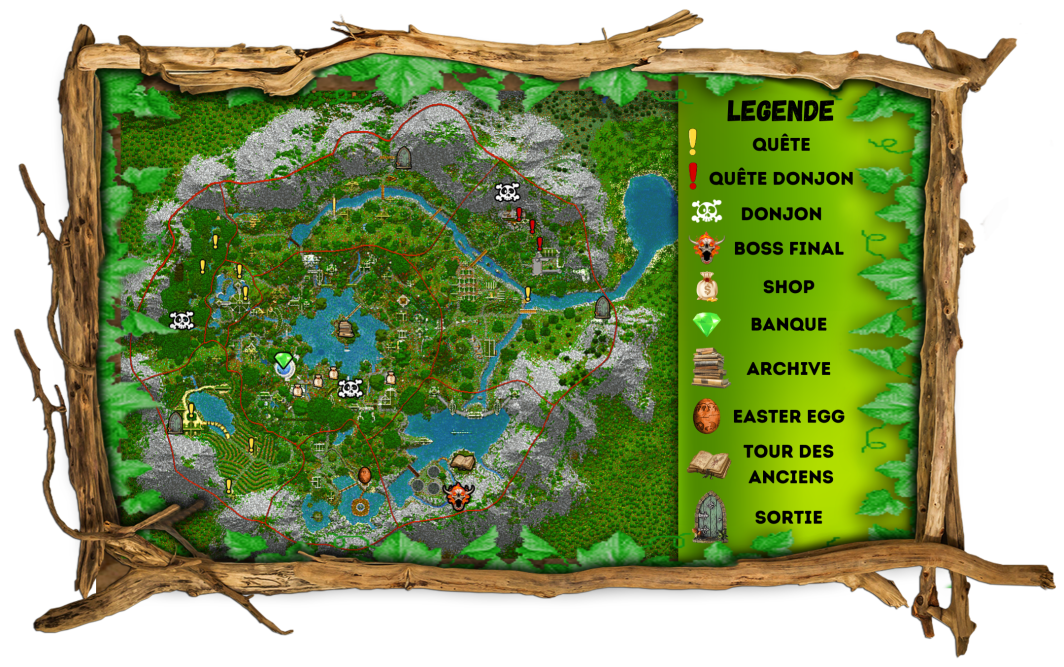 LEGENDE
QUÊTE
QUÊTE DONJON
DONJON
BOSS FINAL
SHOP
BANQUE
ARCHIVE
EASTER EGG
TOUR DES
ANCIENS
SORTIE